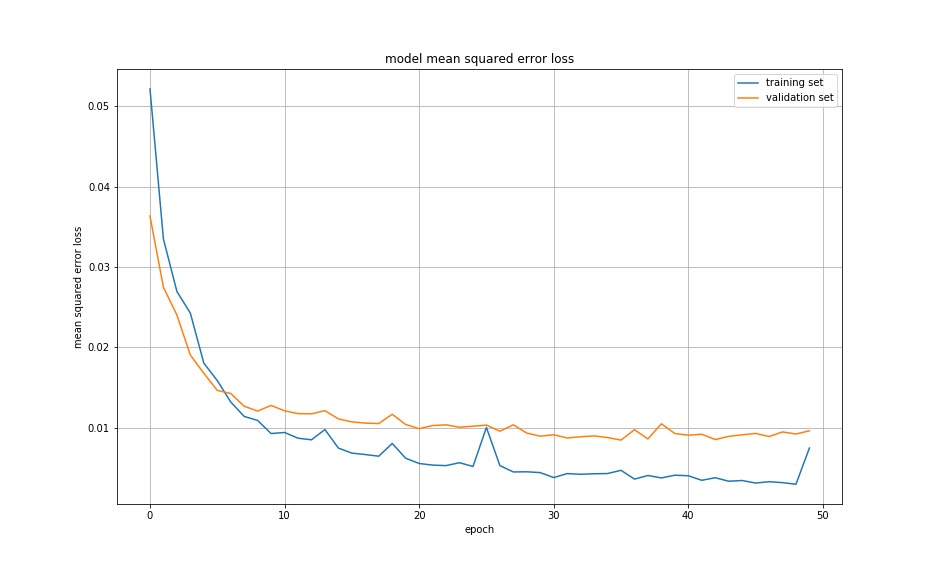 model mean squared error loss
training set
validation set
mean squared error loss
0.05
0.04
0.03
0.02
0.01
0
10
20
30
40
50
epoch